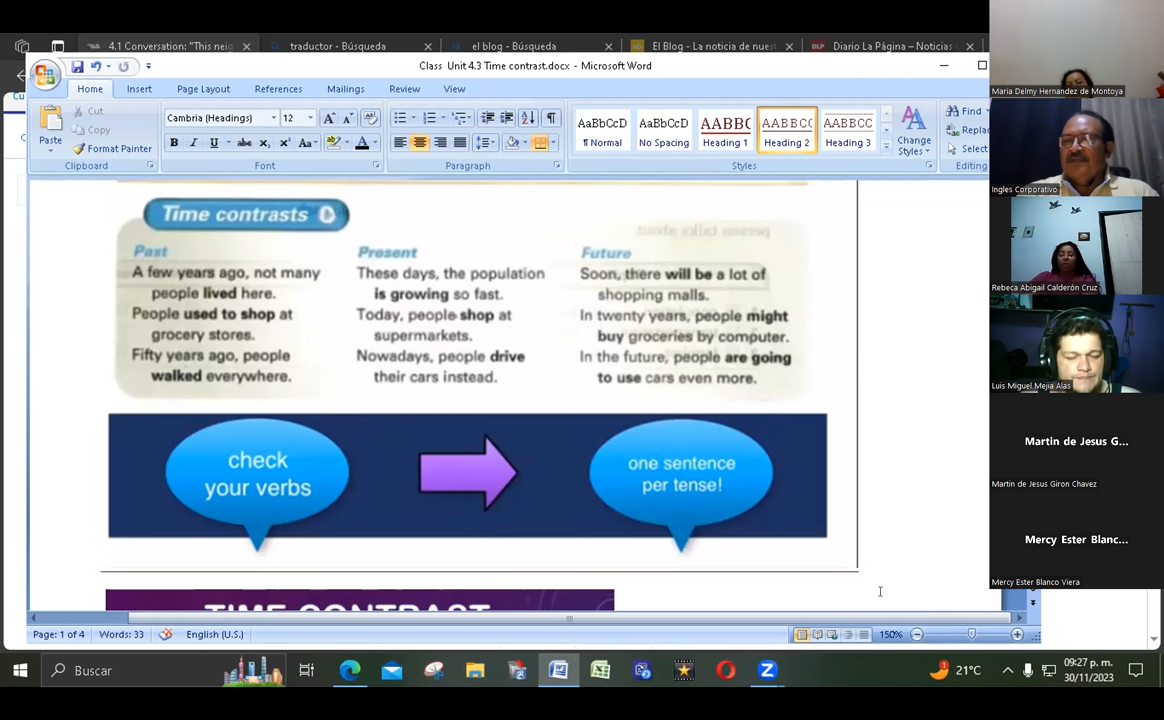 4.1 Conversation: "This neig
traductor - Búsqueda
el blog - Búsqueda
El Blog - La noticia de nuest
Diario La Página – Noticias
Class Unit 4.3 Time contrast.docx - Microsoft Word
Home Insert Page Layout References Mailings Review View
Paste
Cut
Copy
Format Painter
Clipboard
Cambria (Headings) 12
Font
Paragraph
AaBbCcD
¶ Normal
AaBbCcD
No Spacing
AABBC
Heading 1
AABBCC
Heading 2
AABBCC
Heading 3
Change
Styles
Styles
Find
Replac
Select
Editing
Time contrasts
Past
A few years ago, not many
people lived here.
People used to shop at
grocery stores.
Fifty years ago, people
walked everywhere.
Present
These days, the population
is growing so fast.
Today, people shop at
supermarkets.
Nowadays, people drive
their cars instead.
Future
Soon, there will be a lot of
shopping malls.
In twenty years, people might
buy groceries by computer.
In the future, people are going
to use cars even more.
check
your verbs
one sentence
per tense!
TIME CONTRAST
Page: 1 of 4 Words: 33 English (U.S.) 150%
Maria Delmy Hernandez de Montoya
Ingles Corporativo
Rebeca Abigail Calderón Cruz
Luis Miguel Mejia Alas
Martin de Jesus G...
Martin de Jesus Giron Chavez
Mercy Ester Blanc...
Mercy Ester Blanco Viera
Buscar
21°C
09:27 p. m.
30/11/2023